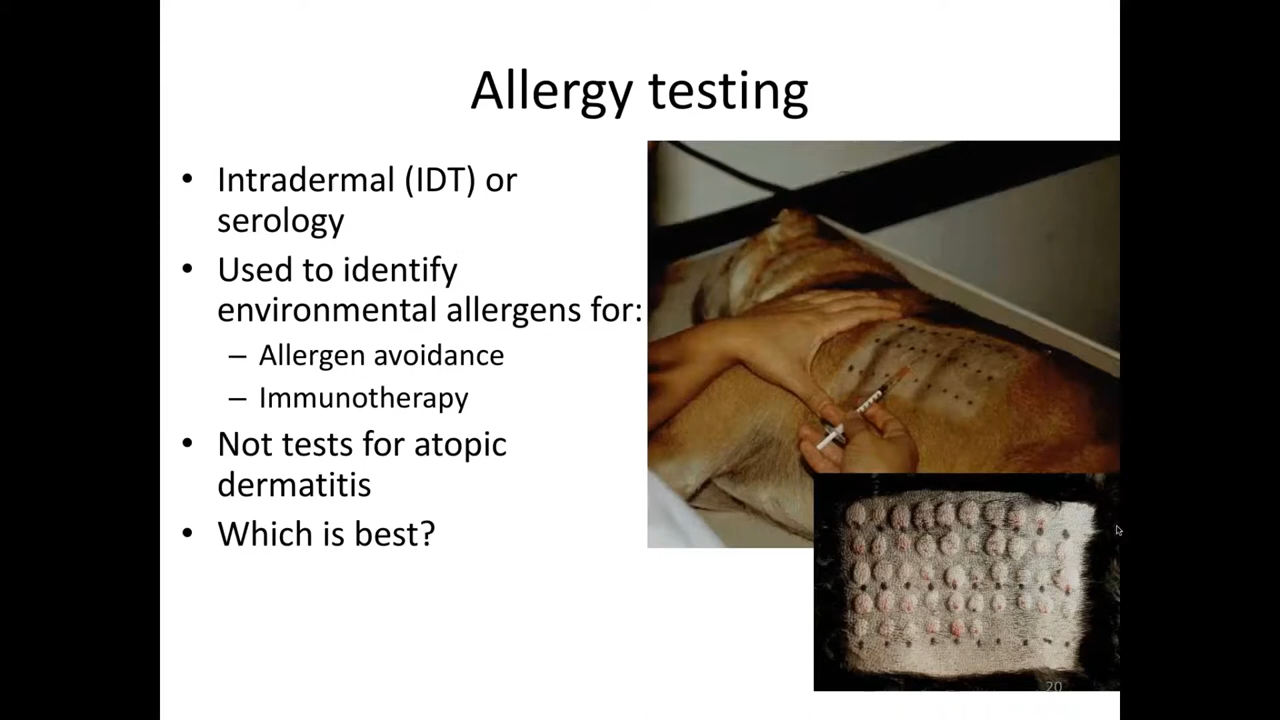 Allergy testing
• Intradermal (IDT) or
serology
• Used to identify
environmental allergens for:
– Allergen avoidance
– Immunotherapy
• Not tests for atopic
dermatitis
• Which is best?
20